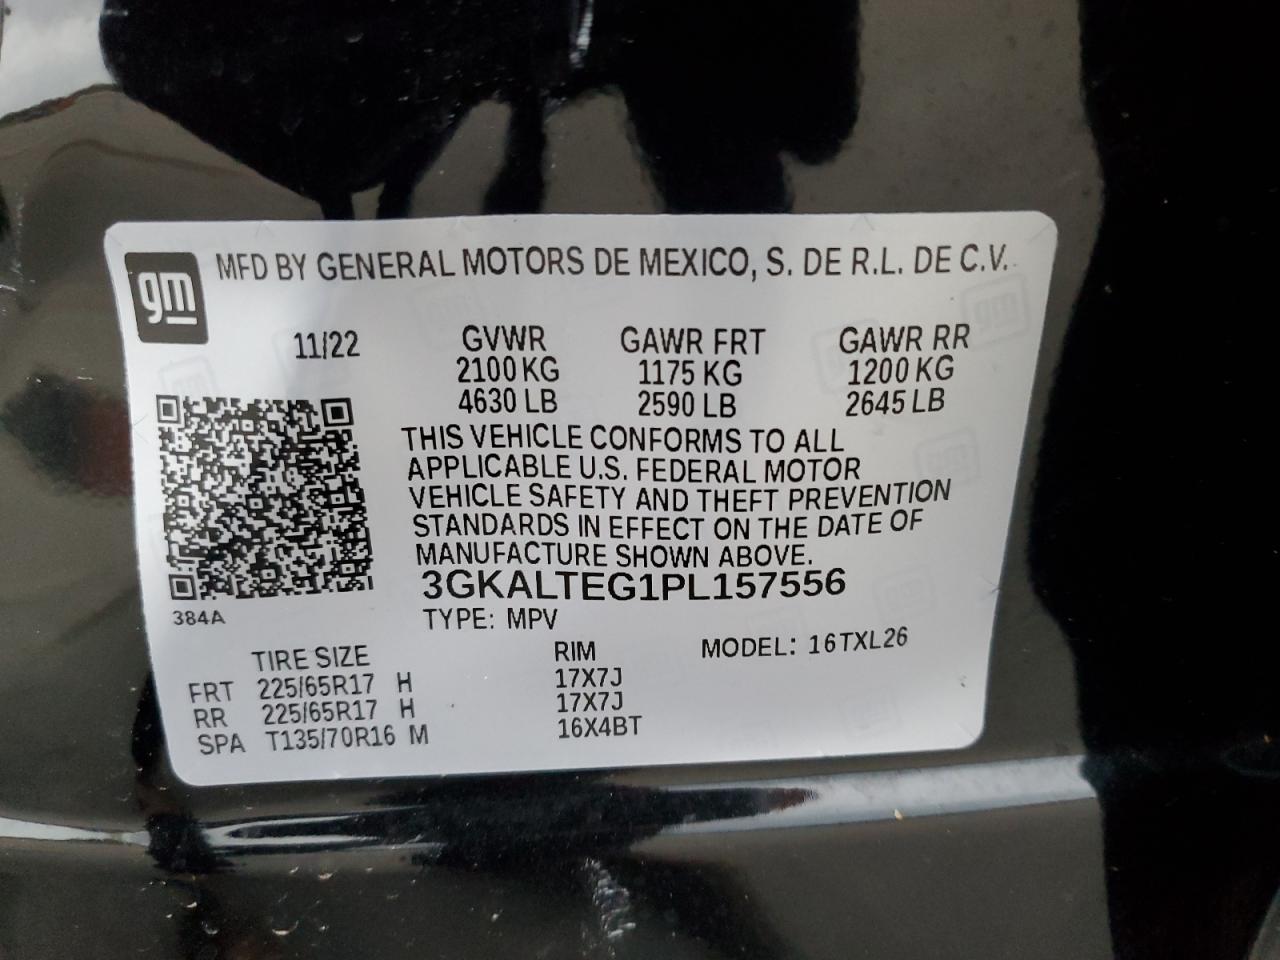 gm
MFD BY GENERAL MOTORS DE MEXICO, S. DE R.L. DE C.V.
11/22 GVWR GAWR FRT GAWR RR
2100 KG 1175 KG 1200 KG
4630 LB 2590 LB 2645 LB
THIS VEHICLE CONFORMS TO ALL
APPLICABLE U.S. FEDERAL MOTOR
VEHICLE SAFETY AND THEFT PREVENTION
STANDARDS IN EFFECT ON THE DATE OF
MANUFACTURE SHOWN ABOVE.
3GKALTEG1PL157556
384A
TYPE: MPV
TIRE SIZE RIM MODEL: 16TXL26
FRT 225/65R17 H 17X7J
RR 225/65R17 H 17X7J
SPA T135/70R16 M 16X4BT